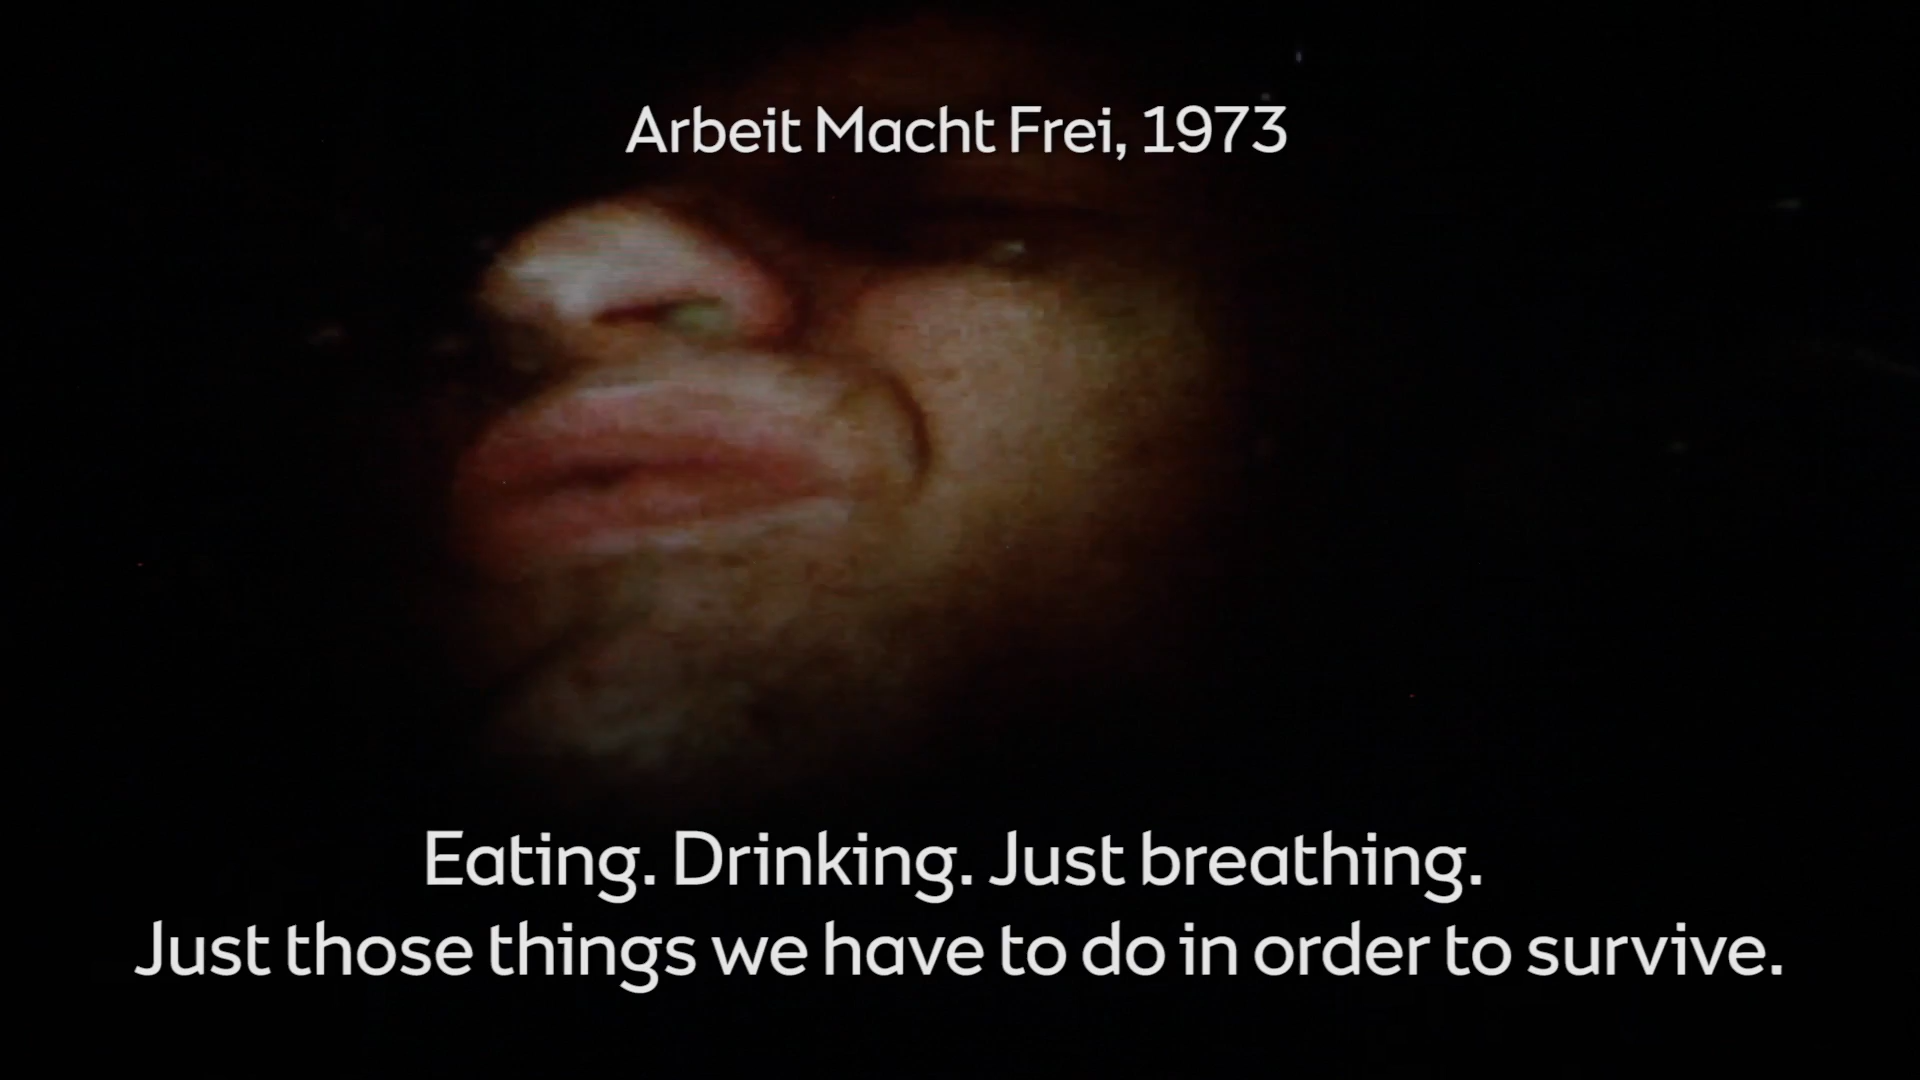 Arbeit Macht Frei, 1973
Eating. Drinking. Just breathing.
Just those things we have to do in order to survive.